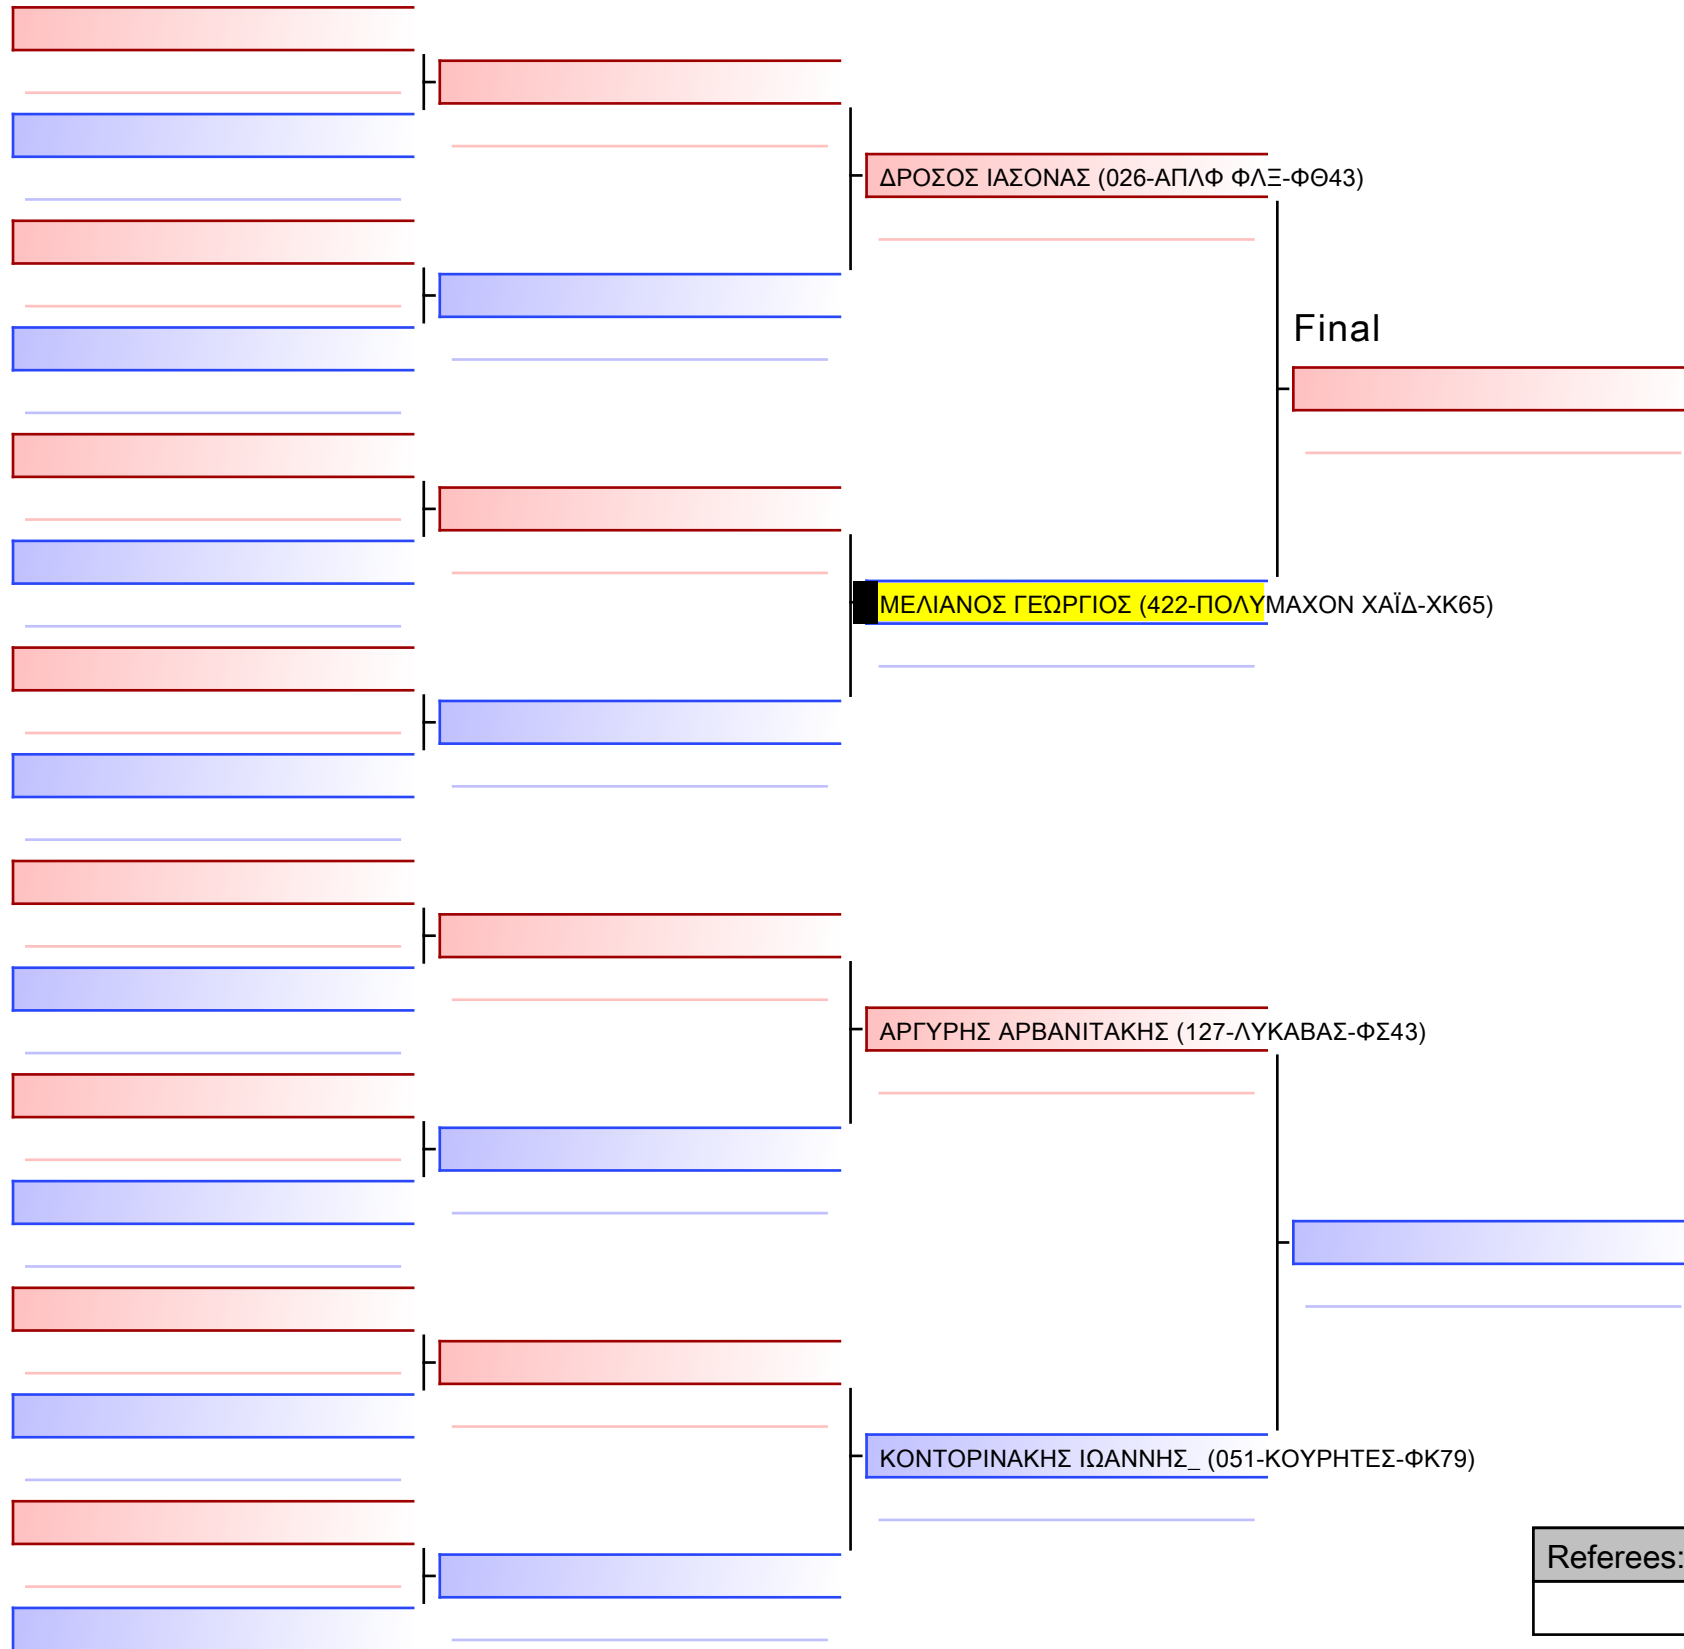 ΔΡΟΣΟΣ ΙΑΣΟΝΑΣ (026-ΑΠΛΦ ΦΛΞ-ΦΘ43)
Final
ΜΕΛΙΑΝΟΣ ΓΕΏΡΓΙΟΣ (422-ΠΟΛΥΜΑΧΟΝ ΧΑΪΔ-ΧΚ65)
ΑΡΓΥΡΗΣ ΑΡΒΑΝΙΤΑΚΗΣ (127-ΛΥΚΑΒΑΣ-ΦΣ43)
ΚΟΝΤΟΡΙΝΑΚΗΣ ΙΩΑΝΝΗΣ_ (051-ΚΟΥΡΗΤΕΣ-ΦΚ79)
Referees: